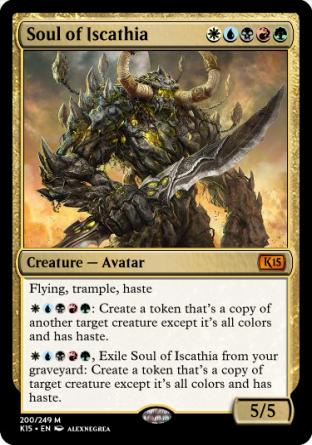 Soul of Iscathia
Creature — Avatar
K15
Flying, trample, haste
: Create a token that's a copy of
another target creature except it's all colors
and has haste.
, Exile Soul of Iscathia from your
graveyard: Create a token that's a copy of
target creature except it's all colors and has
haste.
5/5
200/249 M
K15 • EN ALEXNEGREA